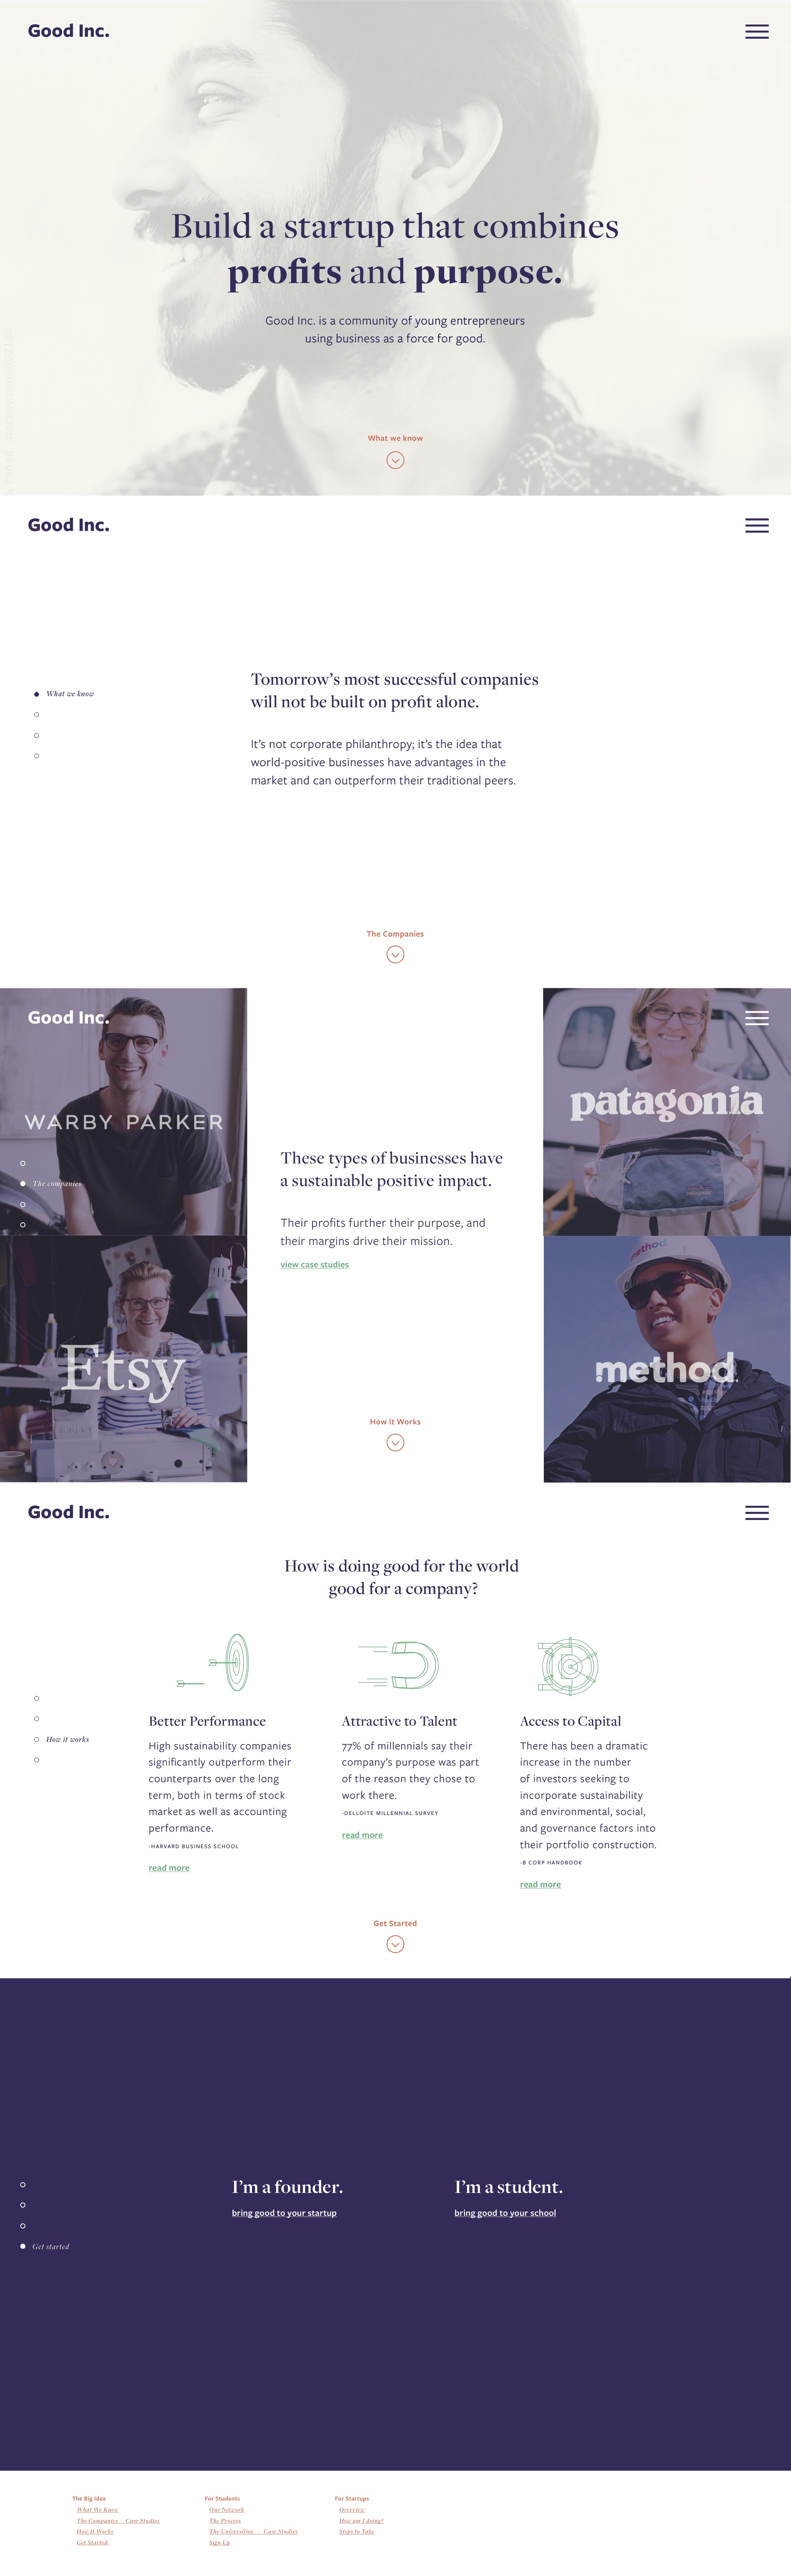 Good Inc.
Build a startup that combines
profits and purpose.
Good Inc. is a community of young entrepreneurs
using business as a force for good.
What we know
Good Inc.
What we know
Tomorrow's most successful companies
will not be built on profit alone.
It's not corporate philanthropy; it's the idea that
world-positive businesses have advantages in the
market and can outperform their traditional peers.
The Companies
Good Inc.
WARBY PARKER
patagonia
The companies
These types of businesses have
a sustainable positive impact.
Their profits further their purpose, and
their margins drive their mission.
view case studies
method
Etsy
method.
How It Works
Good Inc.
How is doing good for the world
good for a company?
How it works
Better Performance
High sustainability companies
significantly outperform their
counterparts over the long
term, both in terms of stock
market as well as accounting
performance.
-HARVARD BUSINESS SCHOOL
read more
Attractive to Talent
77% of millennials say their
company's purpose was part
of the reason they chose to
work there.
-DELLOITE MILLENNIAL SURVEY
read more
Access to Capital
There has been a dramatic
increase in the number
of investors seeking to
incorporate sustainability
and environmental, social,
and governance factors into
their portfolio construction.
-B CORP HANDBOOK
read more
Get Started
I'm a founder.
bring good to your startup
I'm a student.
bring good to your school
Get started
The Big Idea
What We Know
The Companies : Case Studies
How It Works
Get Started
For Students
Our Network
The Process
The Universities : Case Studies
Sign Up
For Startups
Overview
How am I doing?
Steps to Take